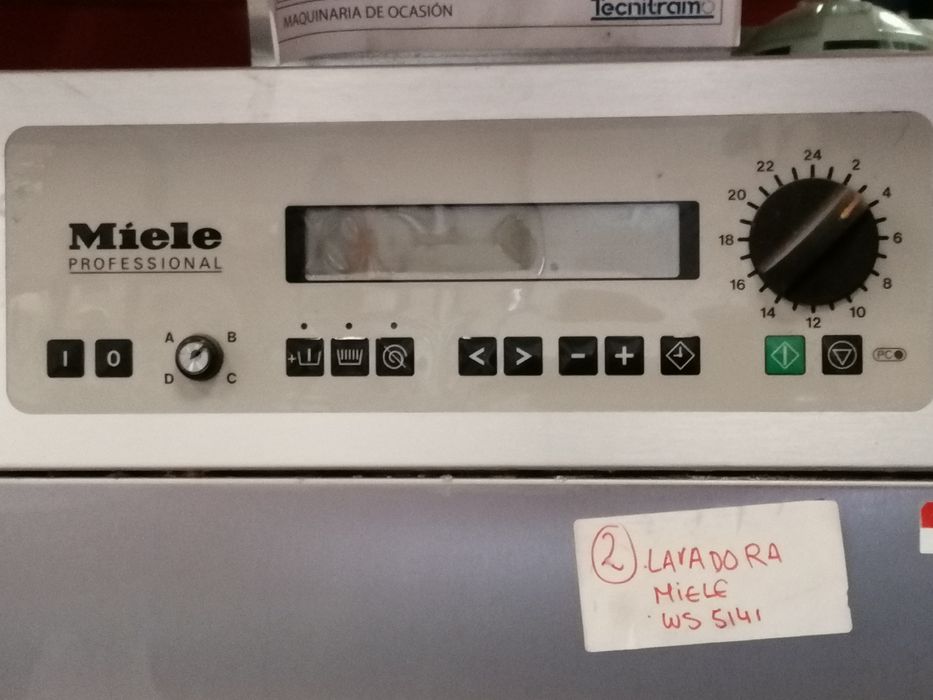 MAQUINARIA DE OCASIÓN
Tecnitramo
Miele
PROFESSIONAL
I
0
A
B
C
D
+
<
>
-
+
24
2
4
6
8
10
12
14
16
18
20
22
PC
2 LAVADORA
MIELE
WS 5141